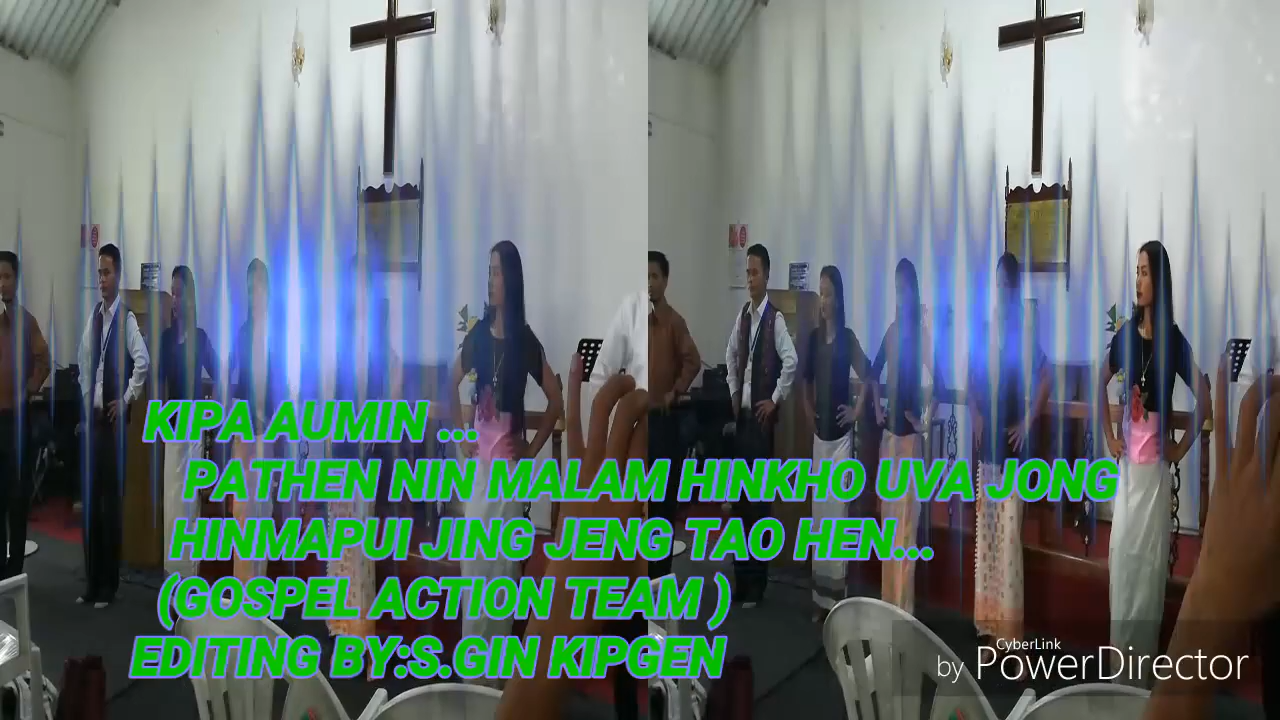 KIPA AUMIN ...
PATHEN NIN MALAM HINKHO UVA JONG
HINMAPUI JING JENG TAO HEN...
(GOSPEL ACTION TEAM )
EDITING BY:S.GIN KIPGEN
CyberLink
by PowerDirector